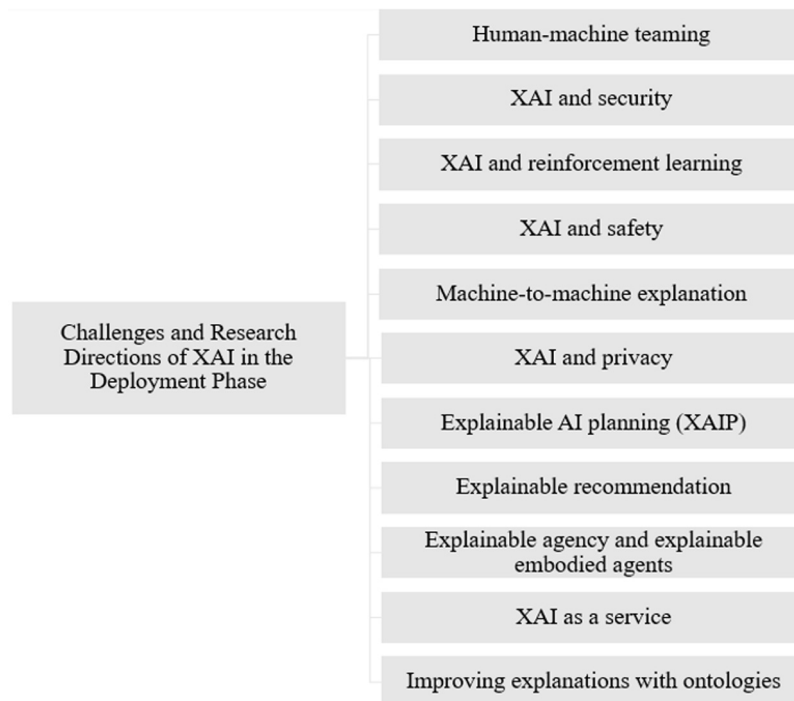 Human-machine teaming
XAI and security
XAI and reinforcement learning
XAI and safety
Machine-to-machine explanation
Challenges and Research
Directions of XAI in the
Deployment Phase
XAI and privacy
Explainable AI planning (XAIP)
Explainable recommendation
Explainable agency and explainable
embodied agents
XAI as a service
Improving explanations with ontologies